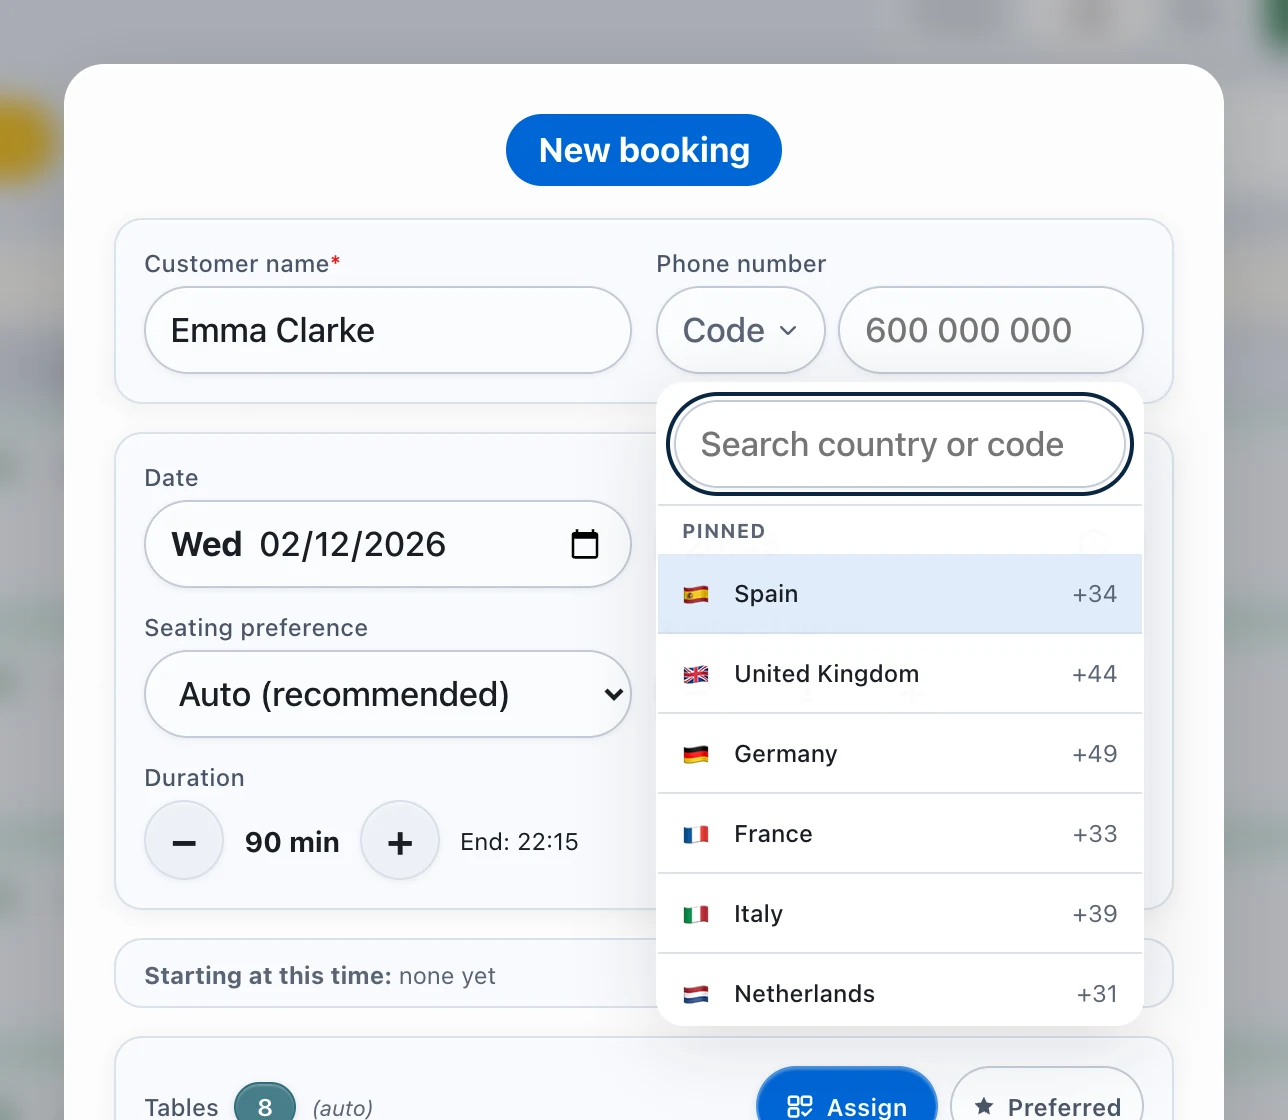 New booking
Customer name*
Phone number
Emma Clarke
Code
600 000 000
Search country or code
Date
Wed 02/12/2026
PINNED
Spain +34
Seating preference
United Kingdom +44
Auto (recommended)
Germany +49
Duration
90 min
End: 22:15
France +33
Italy +39
Starting at this time: none yet
Netherlands +31
Tables 8 (auto)
Assign
Preferred